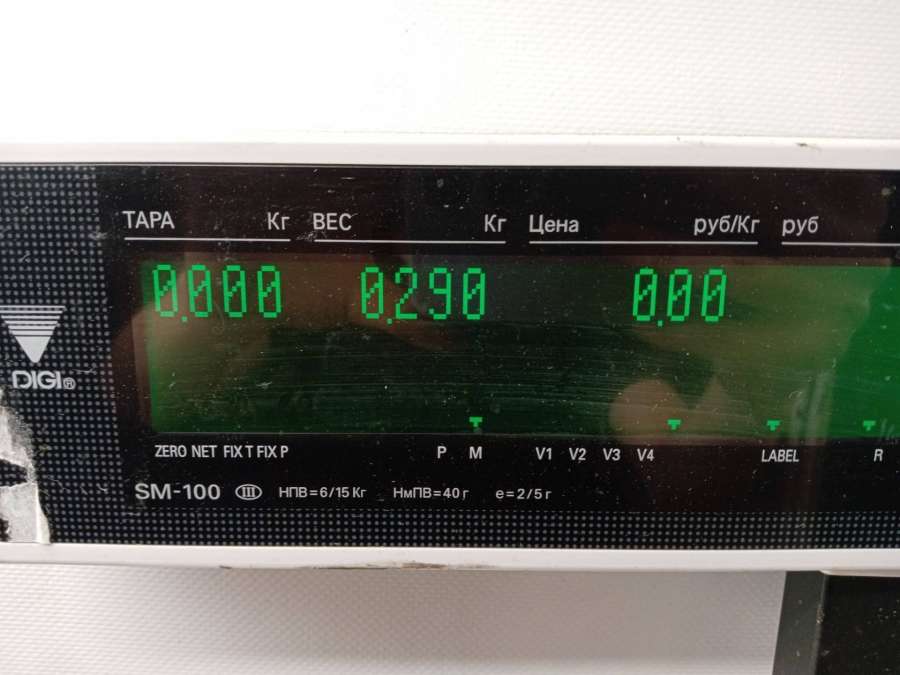 ТАРА Кг ВЕС Кг Цена руб/Кг руб
0.000 0.290 0.00
DIGI®
ZERO NET FIX T FIX P P M V1 V2 V3 V4 LABEL R
SM-100 III НПВ=6/15 Кг НмПВ=40 г e=2/5 г